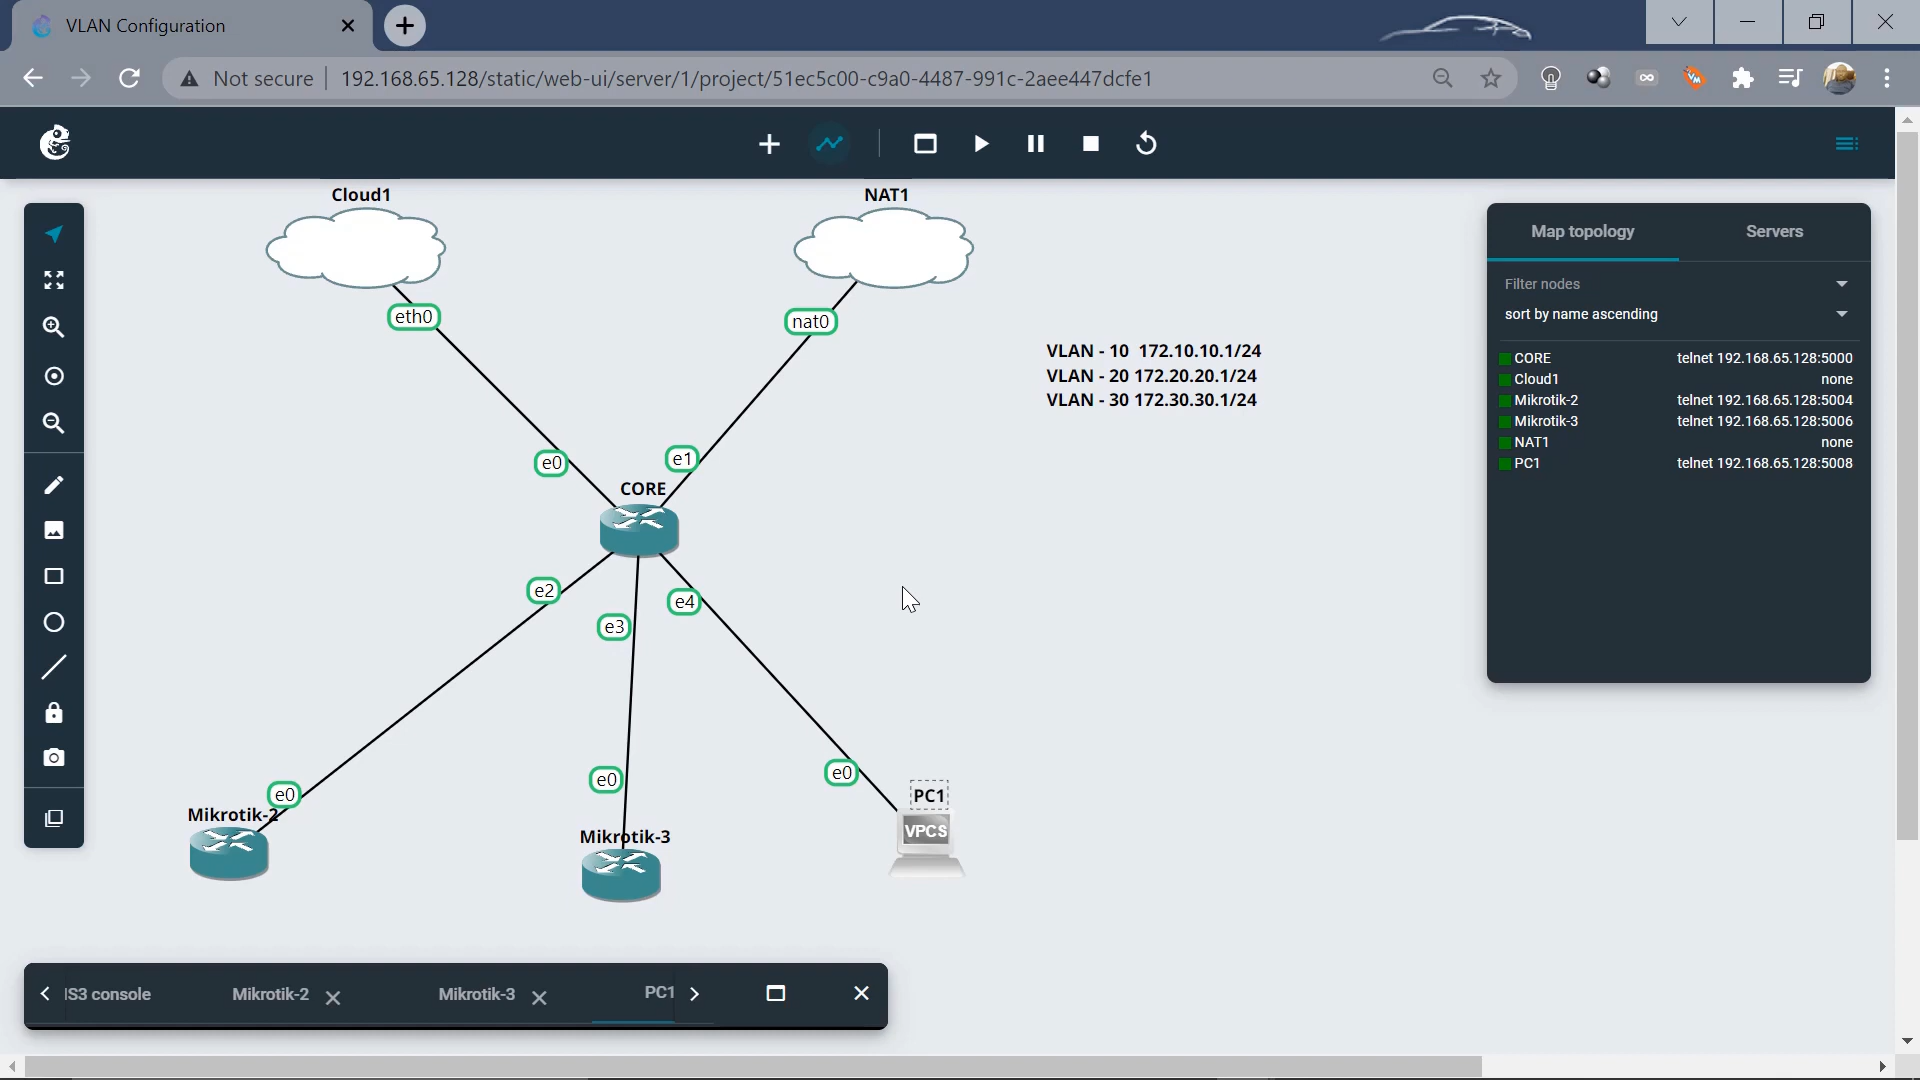 VLAN Configuration
Not secure
192.168.65.128/static/web-ui/server/1/project/51ec5c00-c9a0-4487-991c-2aee447dcfe1
Cloud1
NAT1
eth0
nat0
VLAN - 10  172.10.10.1/24
VLAN - 20 172.20.20.1/24
VLAN - 30 172.30.30.1/24
e0
e1
CORE
e2
e4
e3
e0
e0
e0
Mikrotik-2
Mikrotik-3
PC1
VPCS
Map topology
Servers
Filter nodes
sort by name ascending
CORE telnet 192.168.65.128:5000
Cloud1 none
Mikrotik-2 telnet 192.168.65.128:5004
Mikrotik-3 telnet 192.168.65.128:5006
NAT1 none
PC1 telnet 192.168.65.128:5008
IS3 console
Mikrotik-2
Mikrotik-3
PC1